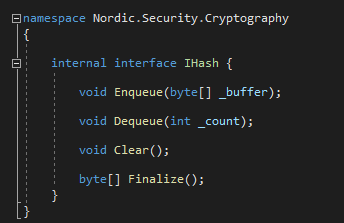 namespace Nordic.Security.Cryptography
{
internal interface IHash {
void Enqueue(byte[] _buffer);
void Dequeue(int _count);
void Clear();
byte[] Finalize();
}
}